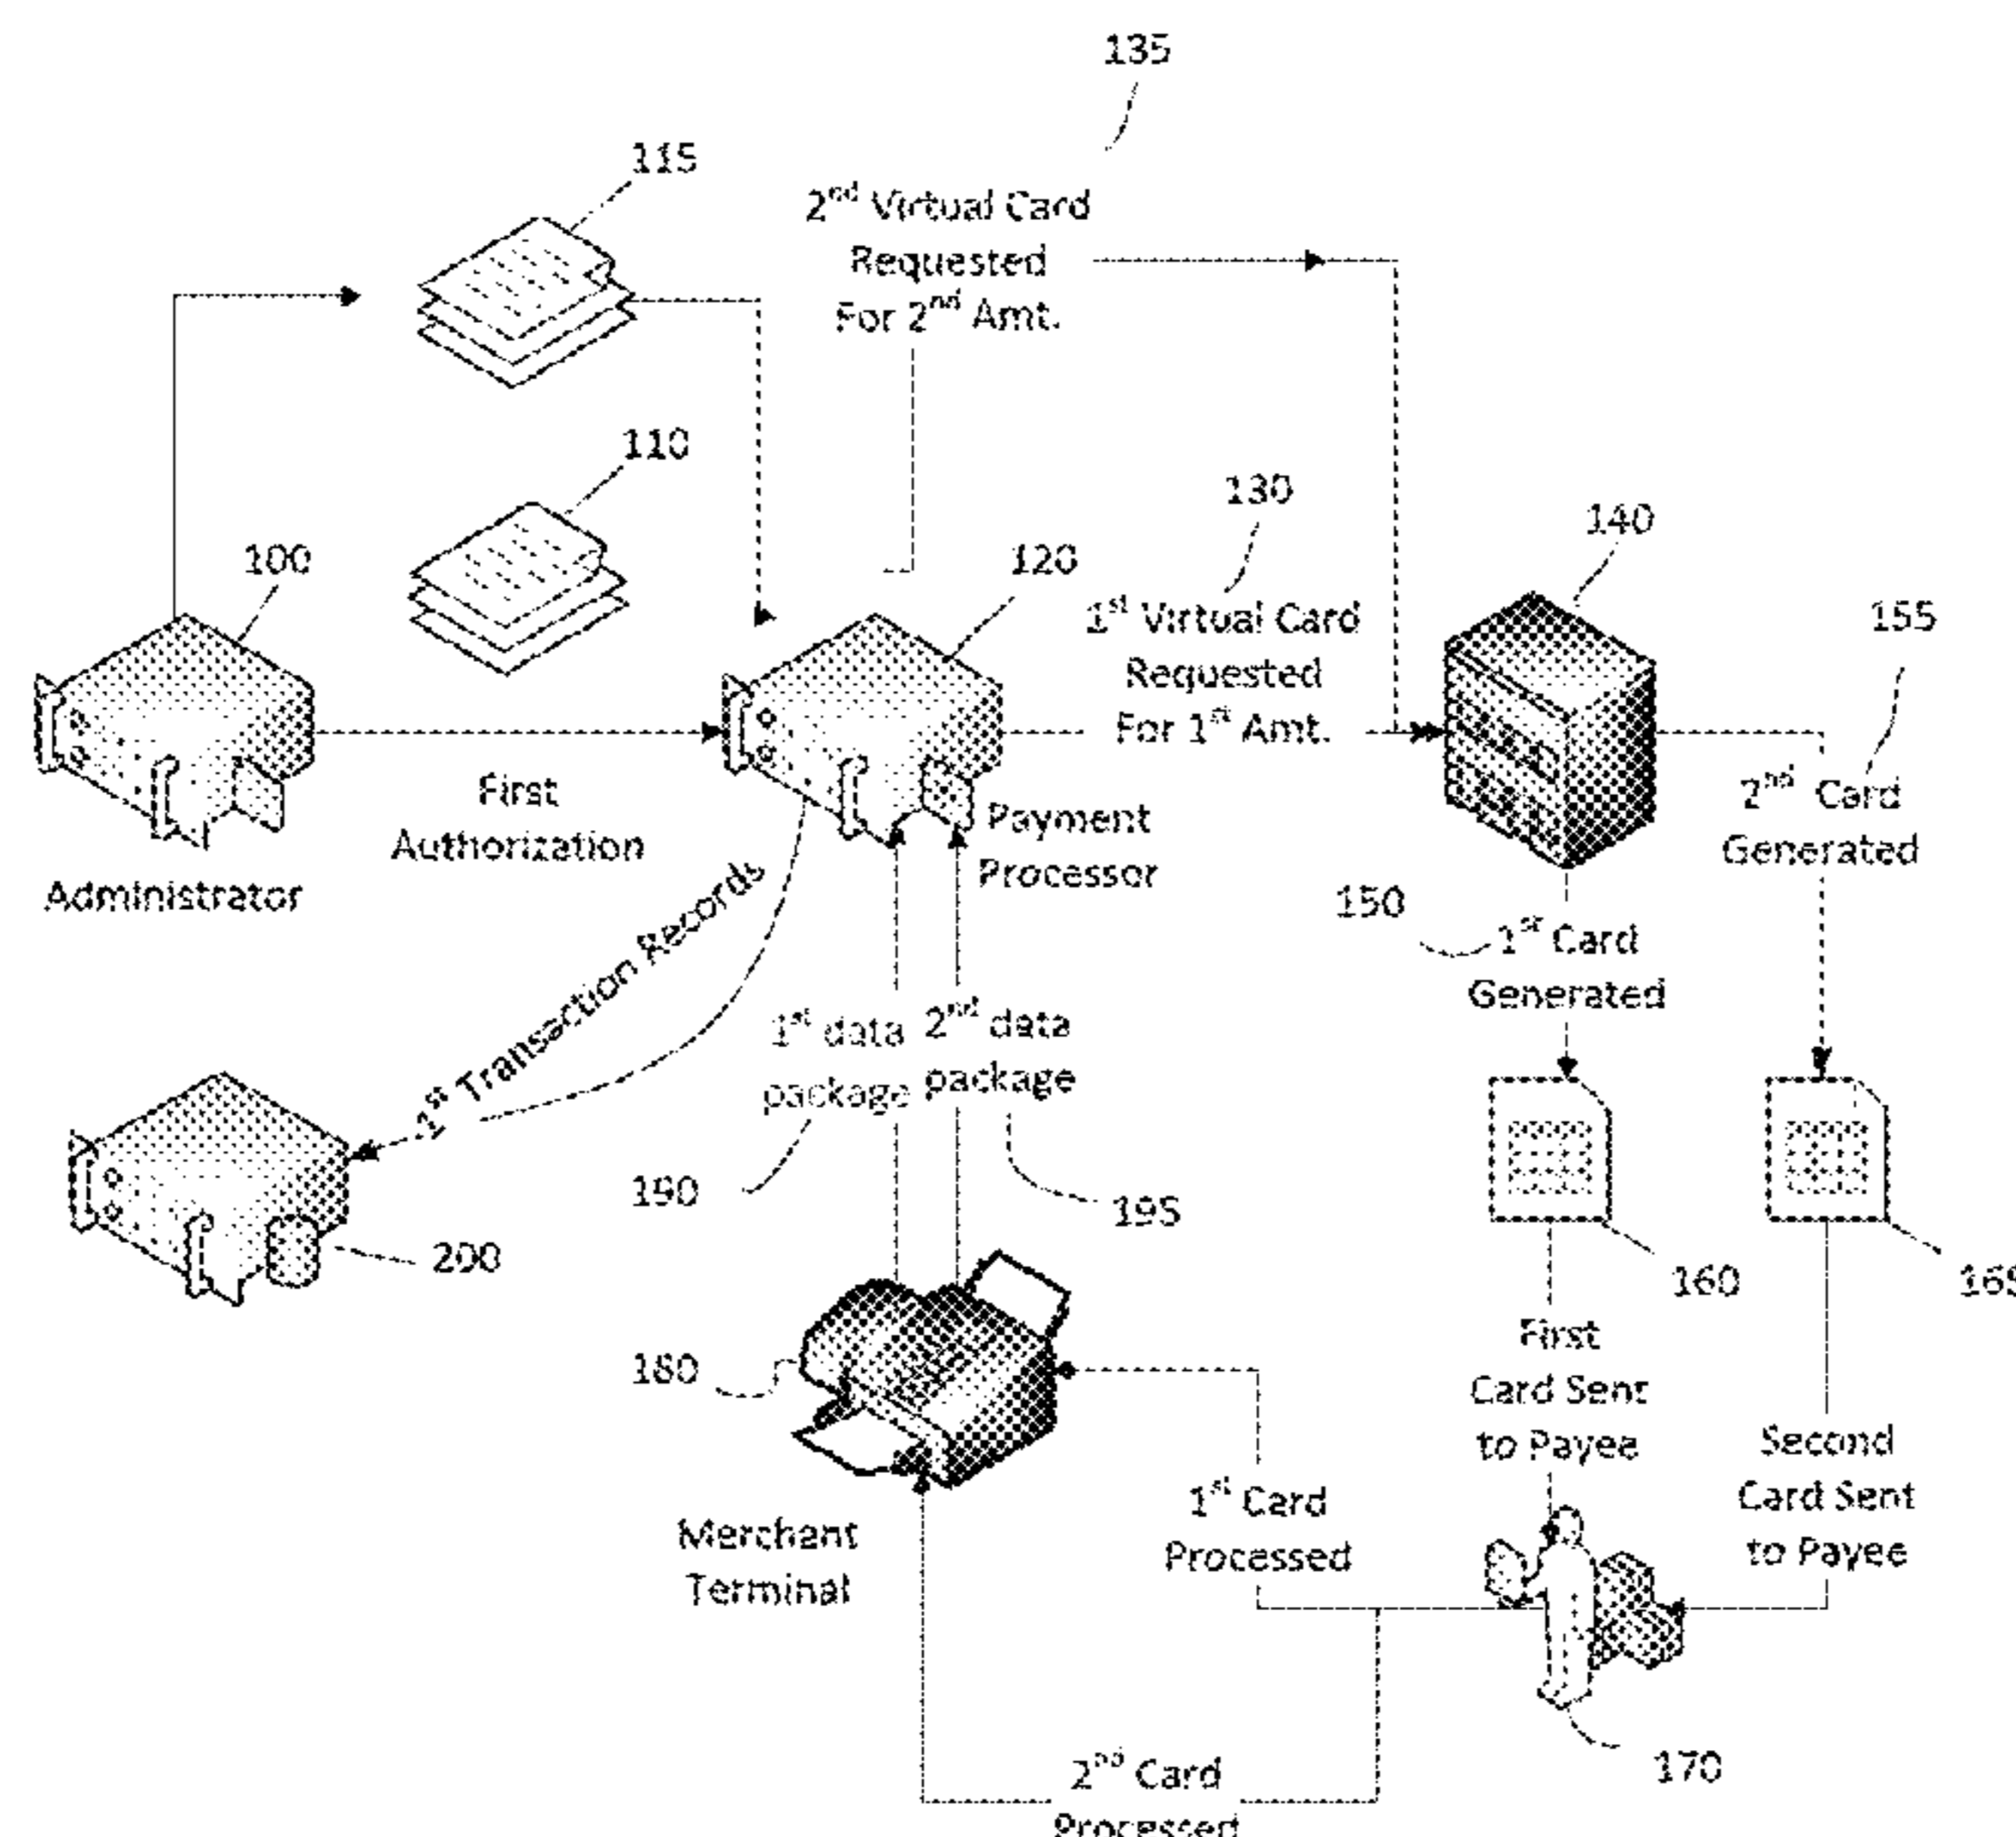 135
115
2nd Virtual Card
Requested
For 2nd Amt.
110
130
140
100
120
155
1st Virtual Card
Requested
For 1st Amt.
First
Authorization
Administrator
Payment
Processor
2nd Card
Generated
150
1st Card
Generated
1st Transaction Records
1st data
package
2nd data
package
190
195
200
160
165
First
Card Sent
to Payee
180
Second
Card Sent
to Payee
1st Card
Processed
Merchant
Terminal
170
2nd Card
Processed